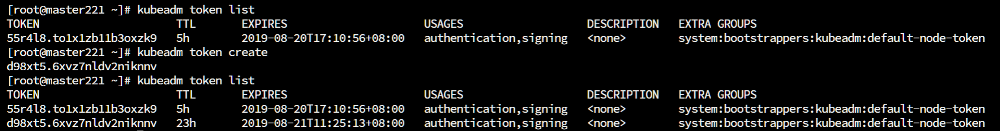 [root@master221 ~]# kubeadm token list
TOKEN TTL EXPIRES USAGES DESCRIPTION EXTRA GROUPS
55r4l8.to1x1zb11b3oxzk9 5h 2019-08-20T17:10:56+08:00 authentication,signing <none> system:bootstrappers:kubeadm:default-node-token
[root@master221 ~]# kubeadm token create
d98xt5.6xvz7nldv2niknnv
[root@master221 ~]# kubeadm token list
TOKEN TTL EXPIRES USAGES DESCRIPTION EXTRA GROUPS
55r4l8.to1x1zb11b3oxzk9 5h 2019-08-20T17:10:56+08:00 authentication,signing <none> system:bootstrappers:kubeadm:default-node-token
d98xt5.6xvz7nldv2niknnv 23h 2019-08-21T11:25:13+08:00 authentication,signing <none> system:bootstrappers:kubeadm:default-node-token